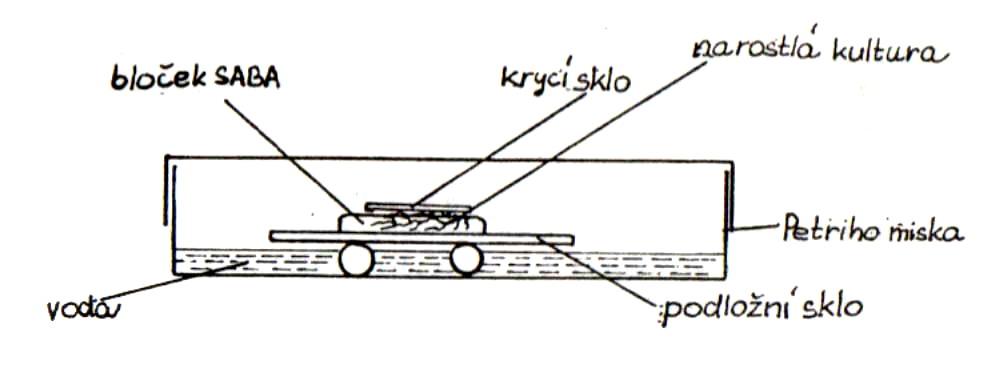 narostlá kultura
bloček SABA
krycí sklo
Petriho miska
voda
podložní sklo